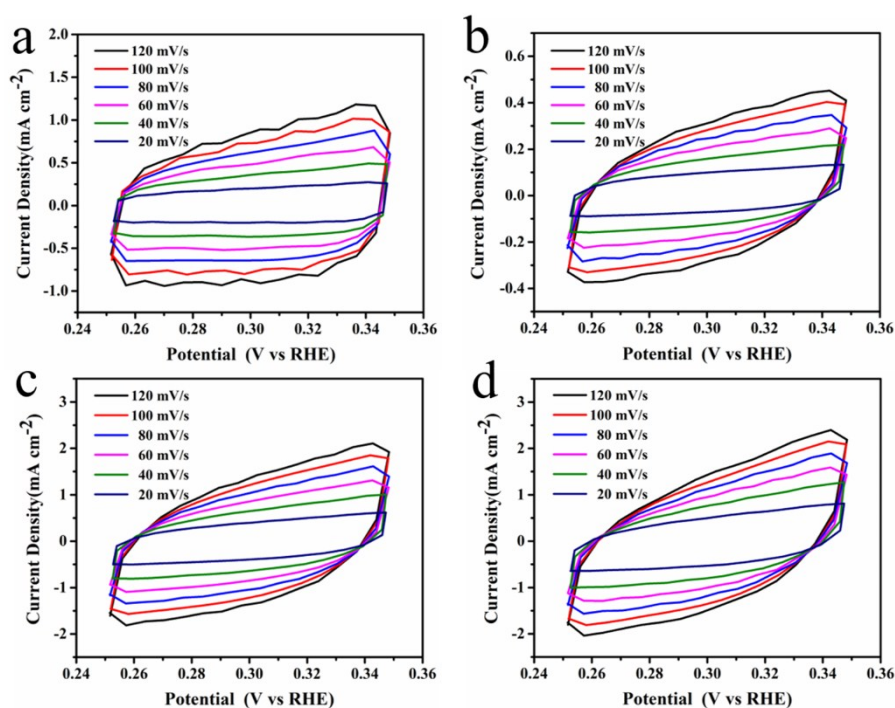 a
120 mV/s
100 mV/s
80 mV/s
60 mV/s
40 mV/s
20 mV/s
2.0
1.5
1.0
0.5
0.0
-0.5
-1.0
Current Density(mA cm-2)
0.24 0.26 0.28 0.30 0.32 0.34 0.36
Potential (V vs RHE)
b
120 mV/s
100 mV/s
80 mV/s
60 mV/s
40 mV/s
20 mV/s
0.6
0.4
0.2
0.0
-0.2
-0.4
Current Density(mA cm-2)
0.24 0.26 0.28 0.30 0.32 0.34 0.36
Potential (V vs RHE)
c
120 mV/s
100 mV/s
80 mV/s
60 mV/s
40 mV/s
20 mV/s
3
2
1
0
-1
-2
Current Density(mA cm-2)
0.24 0.26 0.28 0.30 0.32 0.34 0.36
Potential (V vs RHE)
d
120 mV/s
100 mV/s
80 mV/s
60 mV/s
40 mV/s
20 mV/s
3
2
1
0
-1
-2
Current Density(mA cm-2)
0.24 0.26 0.28 0.30 0.32 0.34 0.36
Potential (V vs RHE)